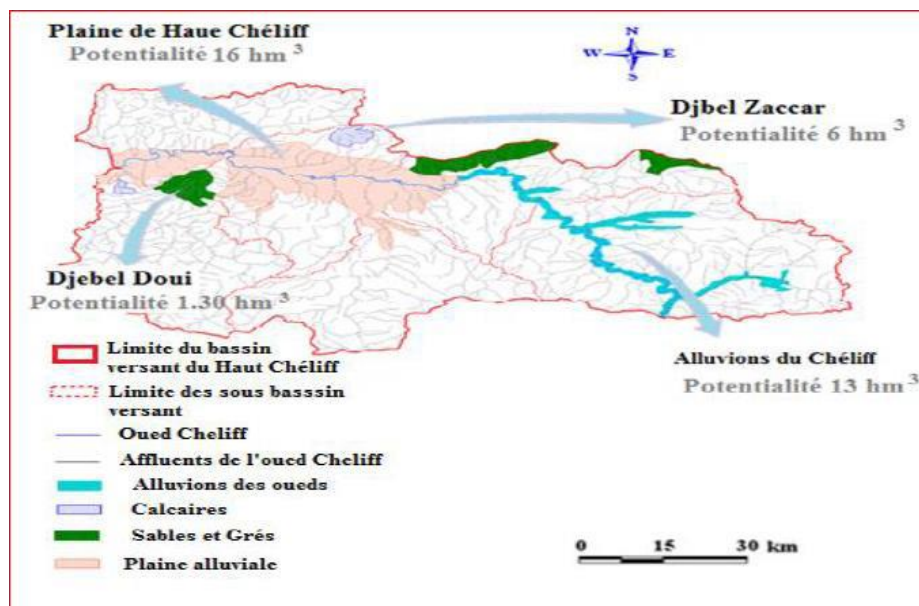 Plaine de Haue Chéliff
Potentialité 16 hm ³
N
W E
S
Djbel Zaccar
Potentialité 6 hm ³
Djebel Doui
Potentialité 1.30 hm ³
Alluvions du Chéliff
Potentialité 13 hm ³
Limite du bassin
versant du Haut Chéliff
Limite des sous basssin
versant
Oued Cheliff
Affluents de l'oued Cheliff
Alluvions des oueds
Calcaires
Sables et Grés
Plaine alluviale
0 15 30 km